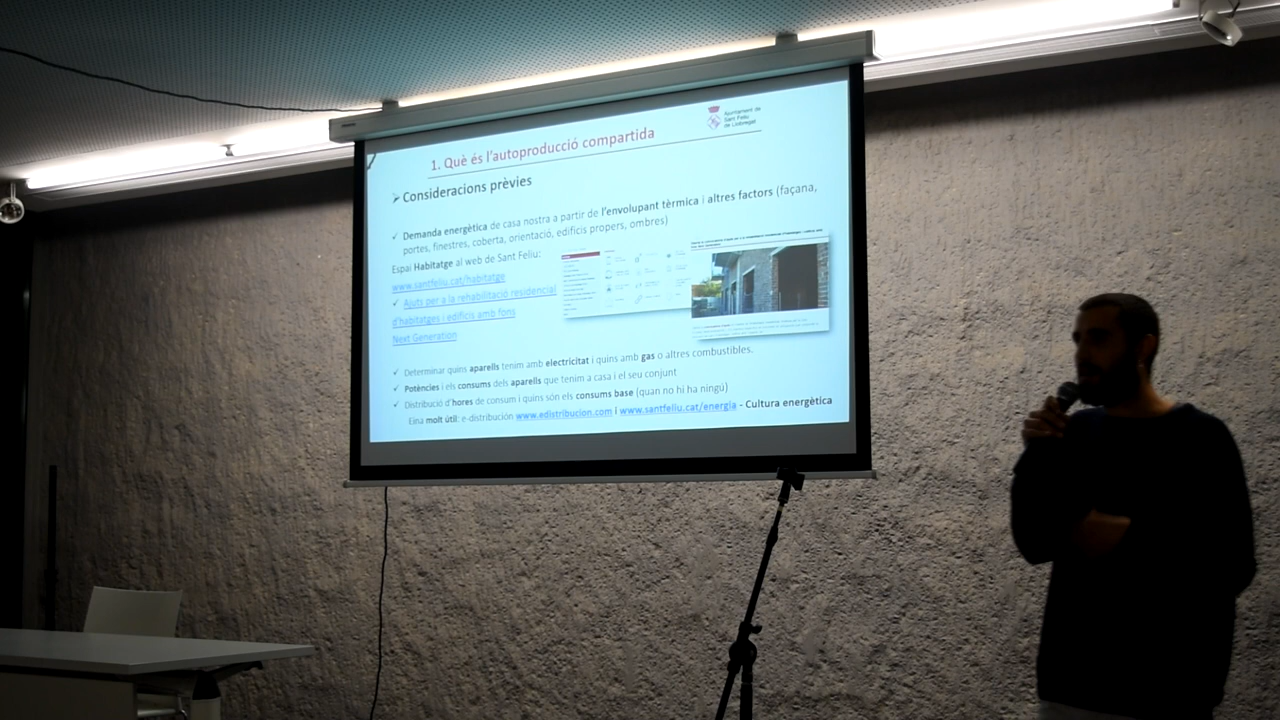 Ajuntament de
Sant Feliu
de Llobregat
1. Què és l'autoproducció compartida
➢ Consideracions prèvies
✓ Demanda energètica de casa nostra a partir de l'envolupant tèrmica i altres factors (façana,
portes, finestres, coberta, orientació, edificis propers, ombres)
Espai Habitatge al web de Sant Feliu:
www.santfeliu.cat/habitatge
✓ Ajuts per a la rehabilitació residencial
d'habitatges i edificis amb fons
Next Generation
✓ Determinar quins aparells tenim amb electricitat i quins amb gas o altres combustibles.
✓ Potències i els consums dels aparells que tenim a casa i el seu conjunt
✓ Distribució d'hores de consum i quins són els consums base (quan no hi ha ningú)
Eina molt útil: e-distribución www.edistribucion.com i www.santfeliu.cat/energia - Cultura energètica